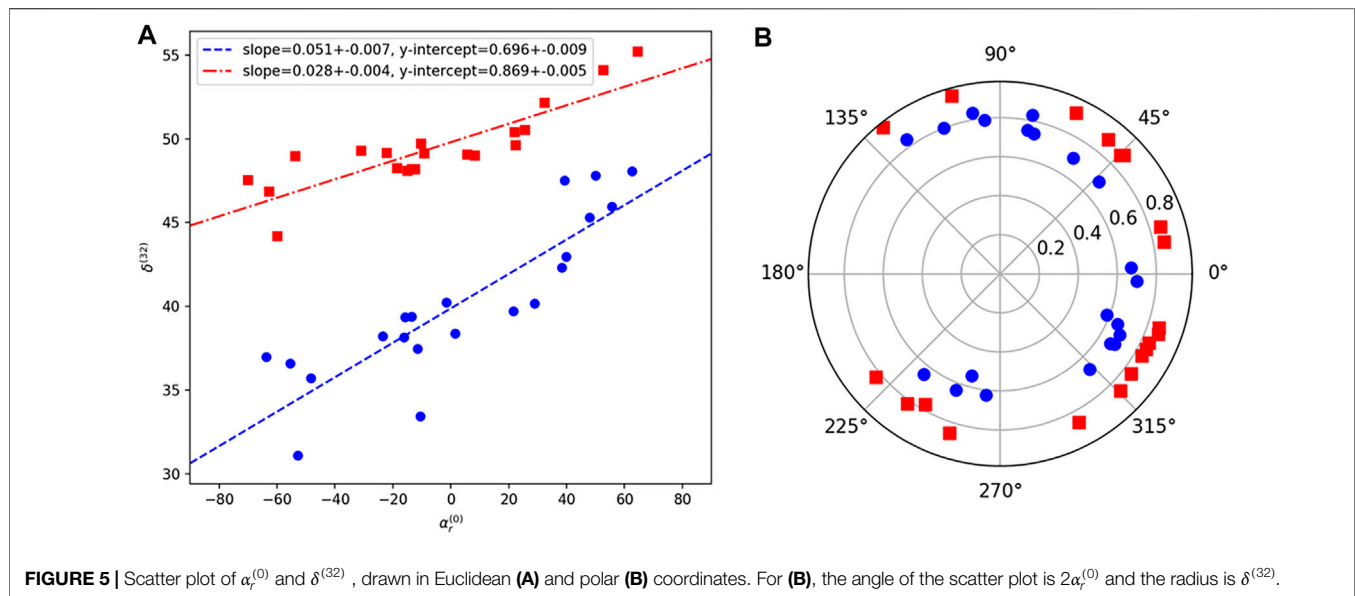 A
slope=0.051+-0.007, y-intercept=0.696+-0.009
slope=0.028+-0.004, y-intercept=0.869+-0.005
55
50
45
40
35
30
δ(32)
−80 −60 −40 −20 0 20 40 60 80
αr(0)
B
90°
135° 45°
0.8
0.6
0.4
0.2
180° 0°
225° 315°
270°
FIGURE 5 | Scatter plot of αr(0) and δ(32) , drawn in Euclidean (A) and polar (B) coordinates. For (B), the angle of the scatter plot is 2αr(0) and the radius is δ(32).